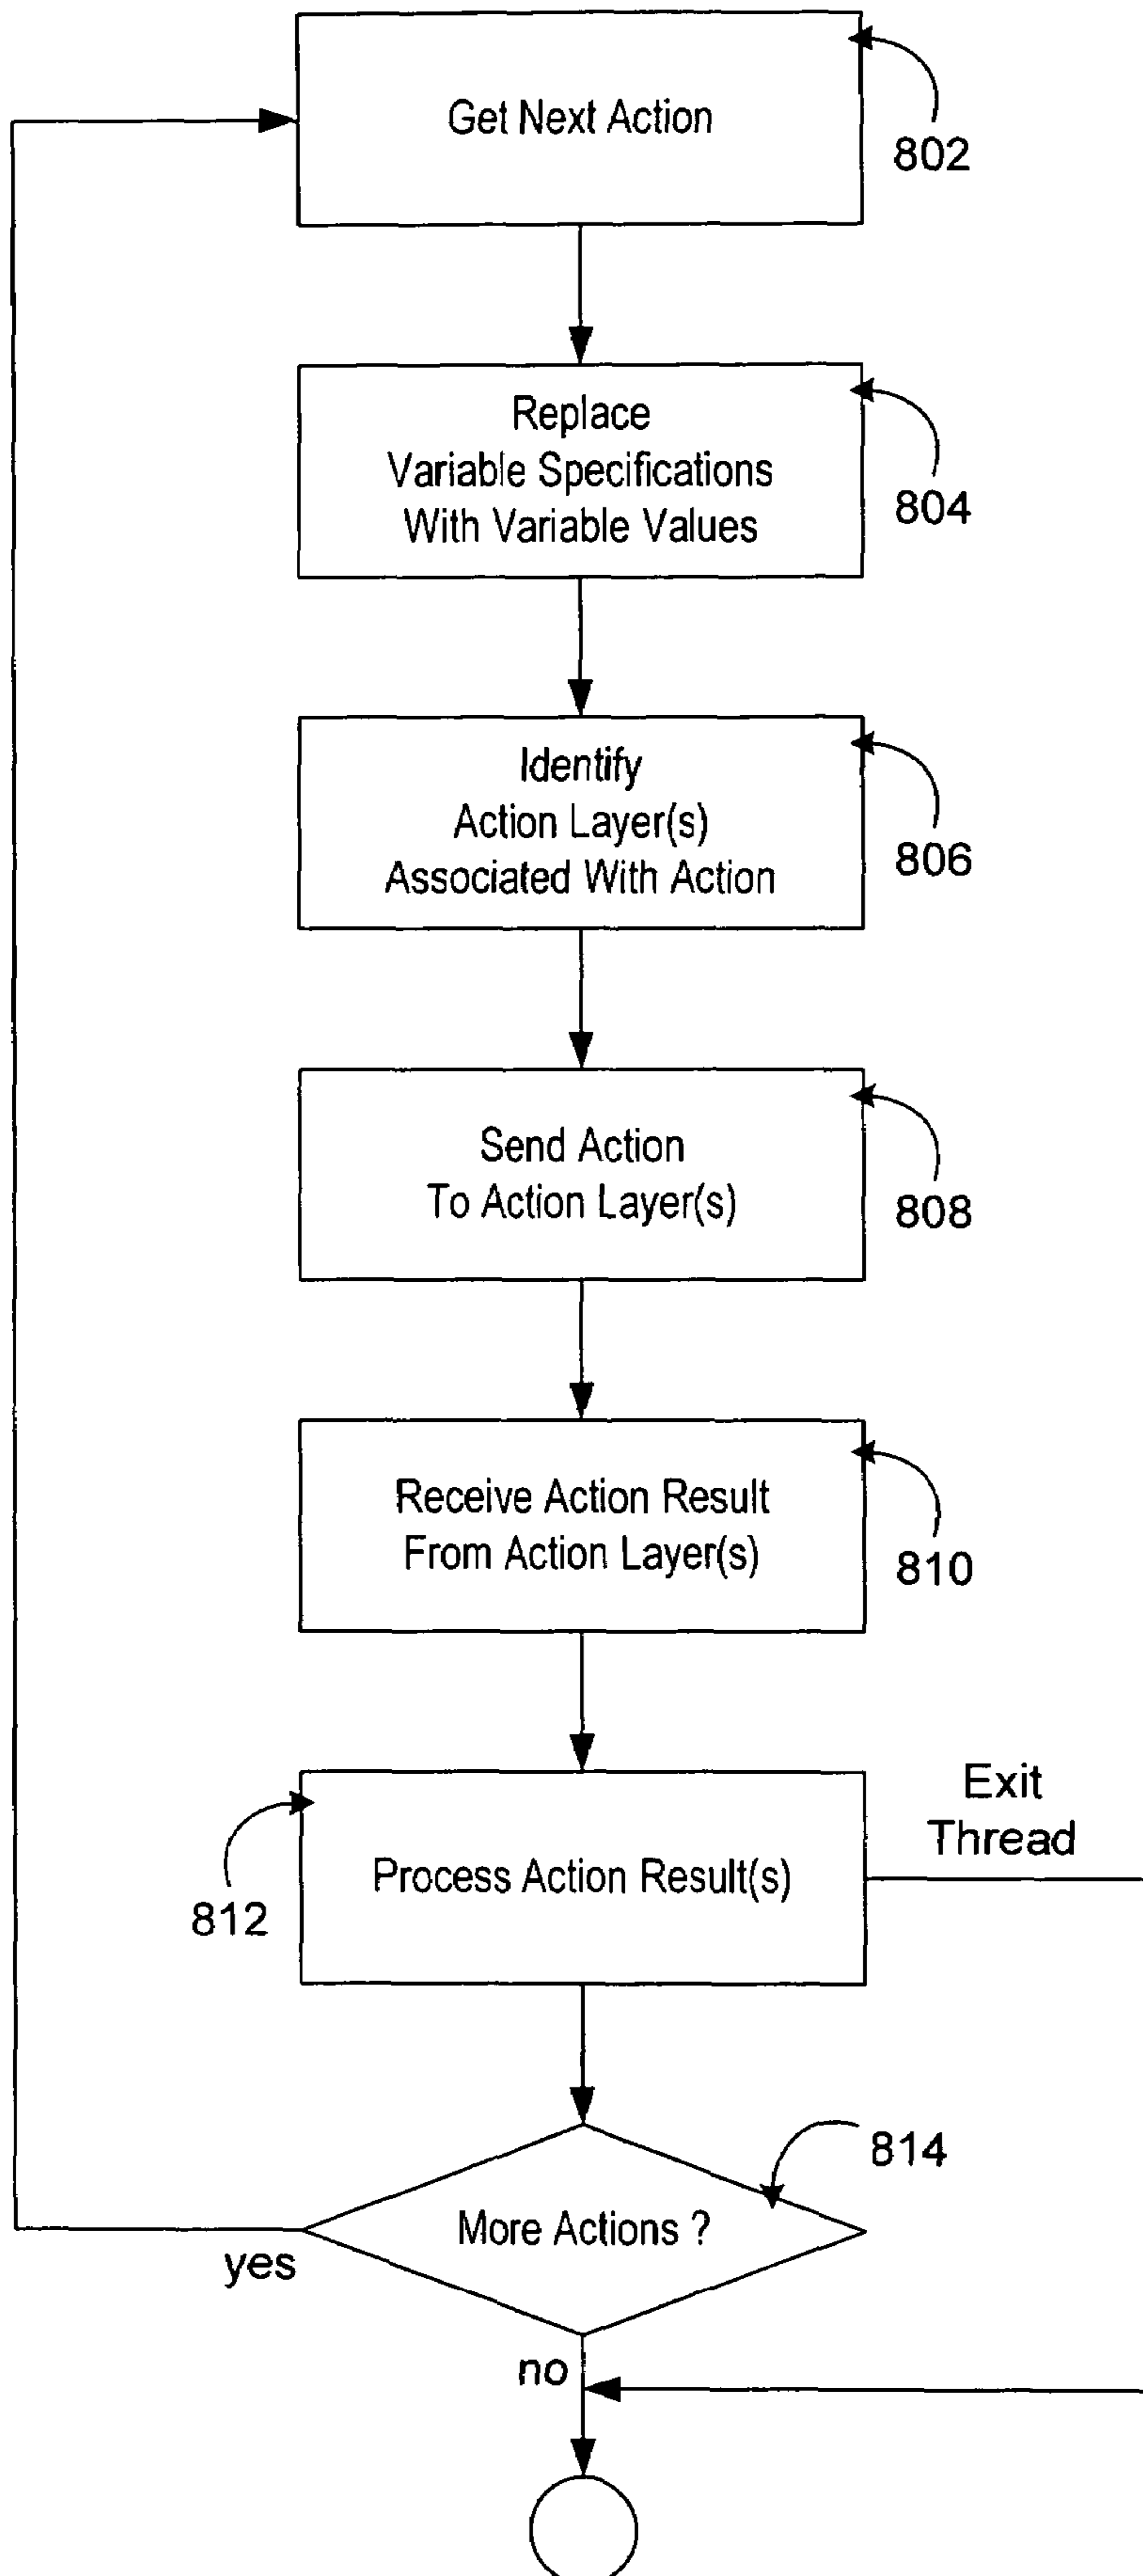 Get Next Action
802
Replace
Variable Specifications
With Variable Values
804
Identify
Action Layer(s)
Associated With Action
806
Send Action
To Action Layer(s)
808
Receive Action Result
From Action Layer(s)
810
Exit
Thread
Process Action Result(s)
812
814
More Actions ?
yes
no